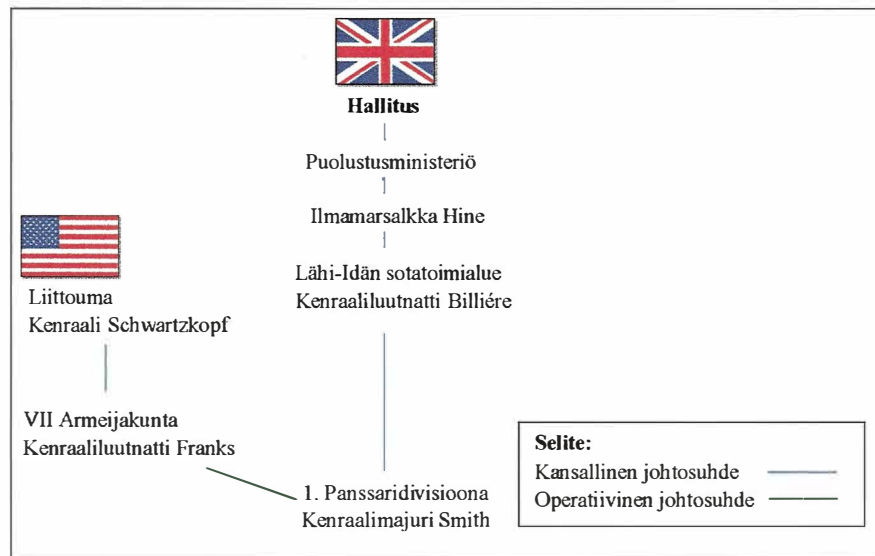 Hallitus
Puolustusministeriö
Ilmamarsalkka Hine
Lähi-Idän sotatoimialue
Kenraaliluutnatti Billiére
Liittouma
Kenraali Schwartzkopf
VII Armeijakunta
Kenraaliluutnatti Franks
1. Panssaridivisioona
Kenraalimajuri Smith
Selite:
Kansallinen johtosuhde
Operatiivinen johtosuhde